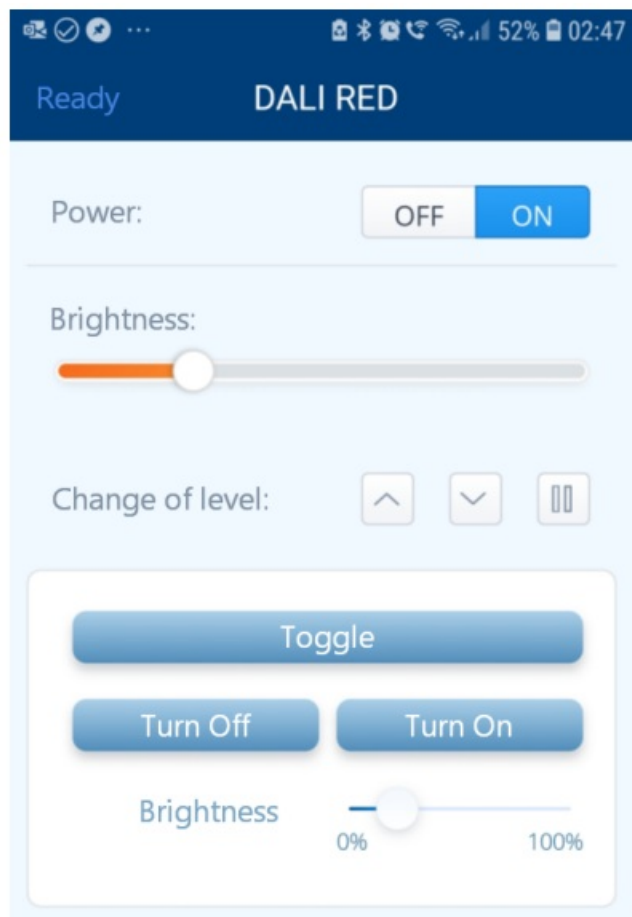 52% 02:47
Ready DALI RED
Power: OFF ON
Brightness:
Change of level:
Toggle
Turn Off Turn On
Brightness
0% 100%